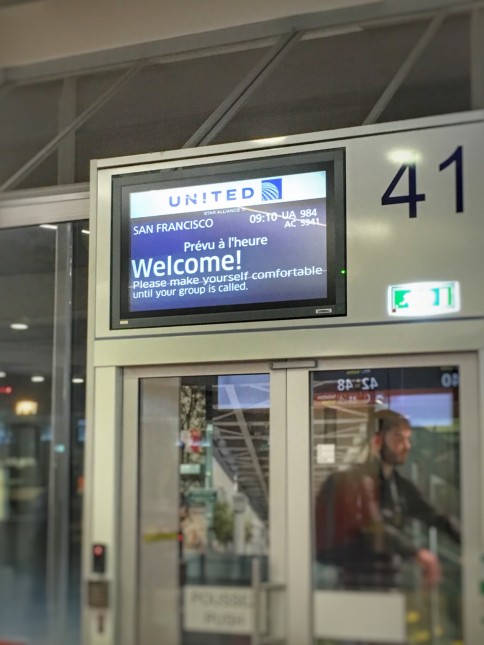 UNITED
STAR ALLIANCE
SAN FRANCISCO 09:10 UA 984
AC 5941
Prévu à l'heure
Welcome!
Please make yourself comfortable
until your group is called.
41
40
42:48
POUSSEZ
PUSH